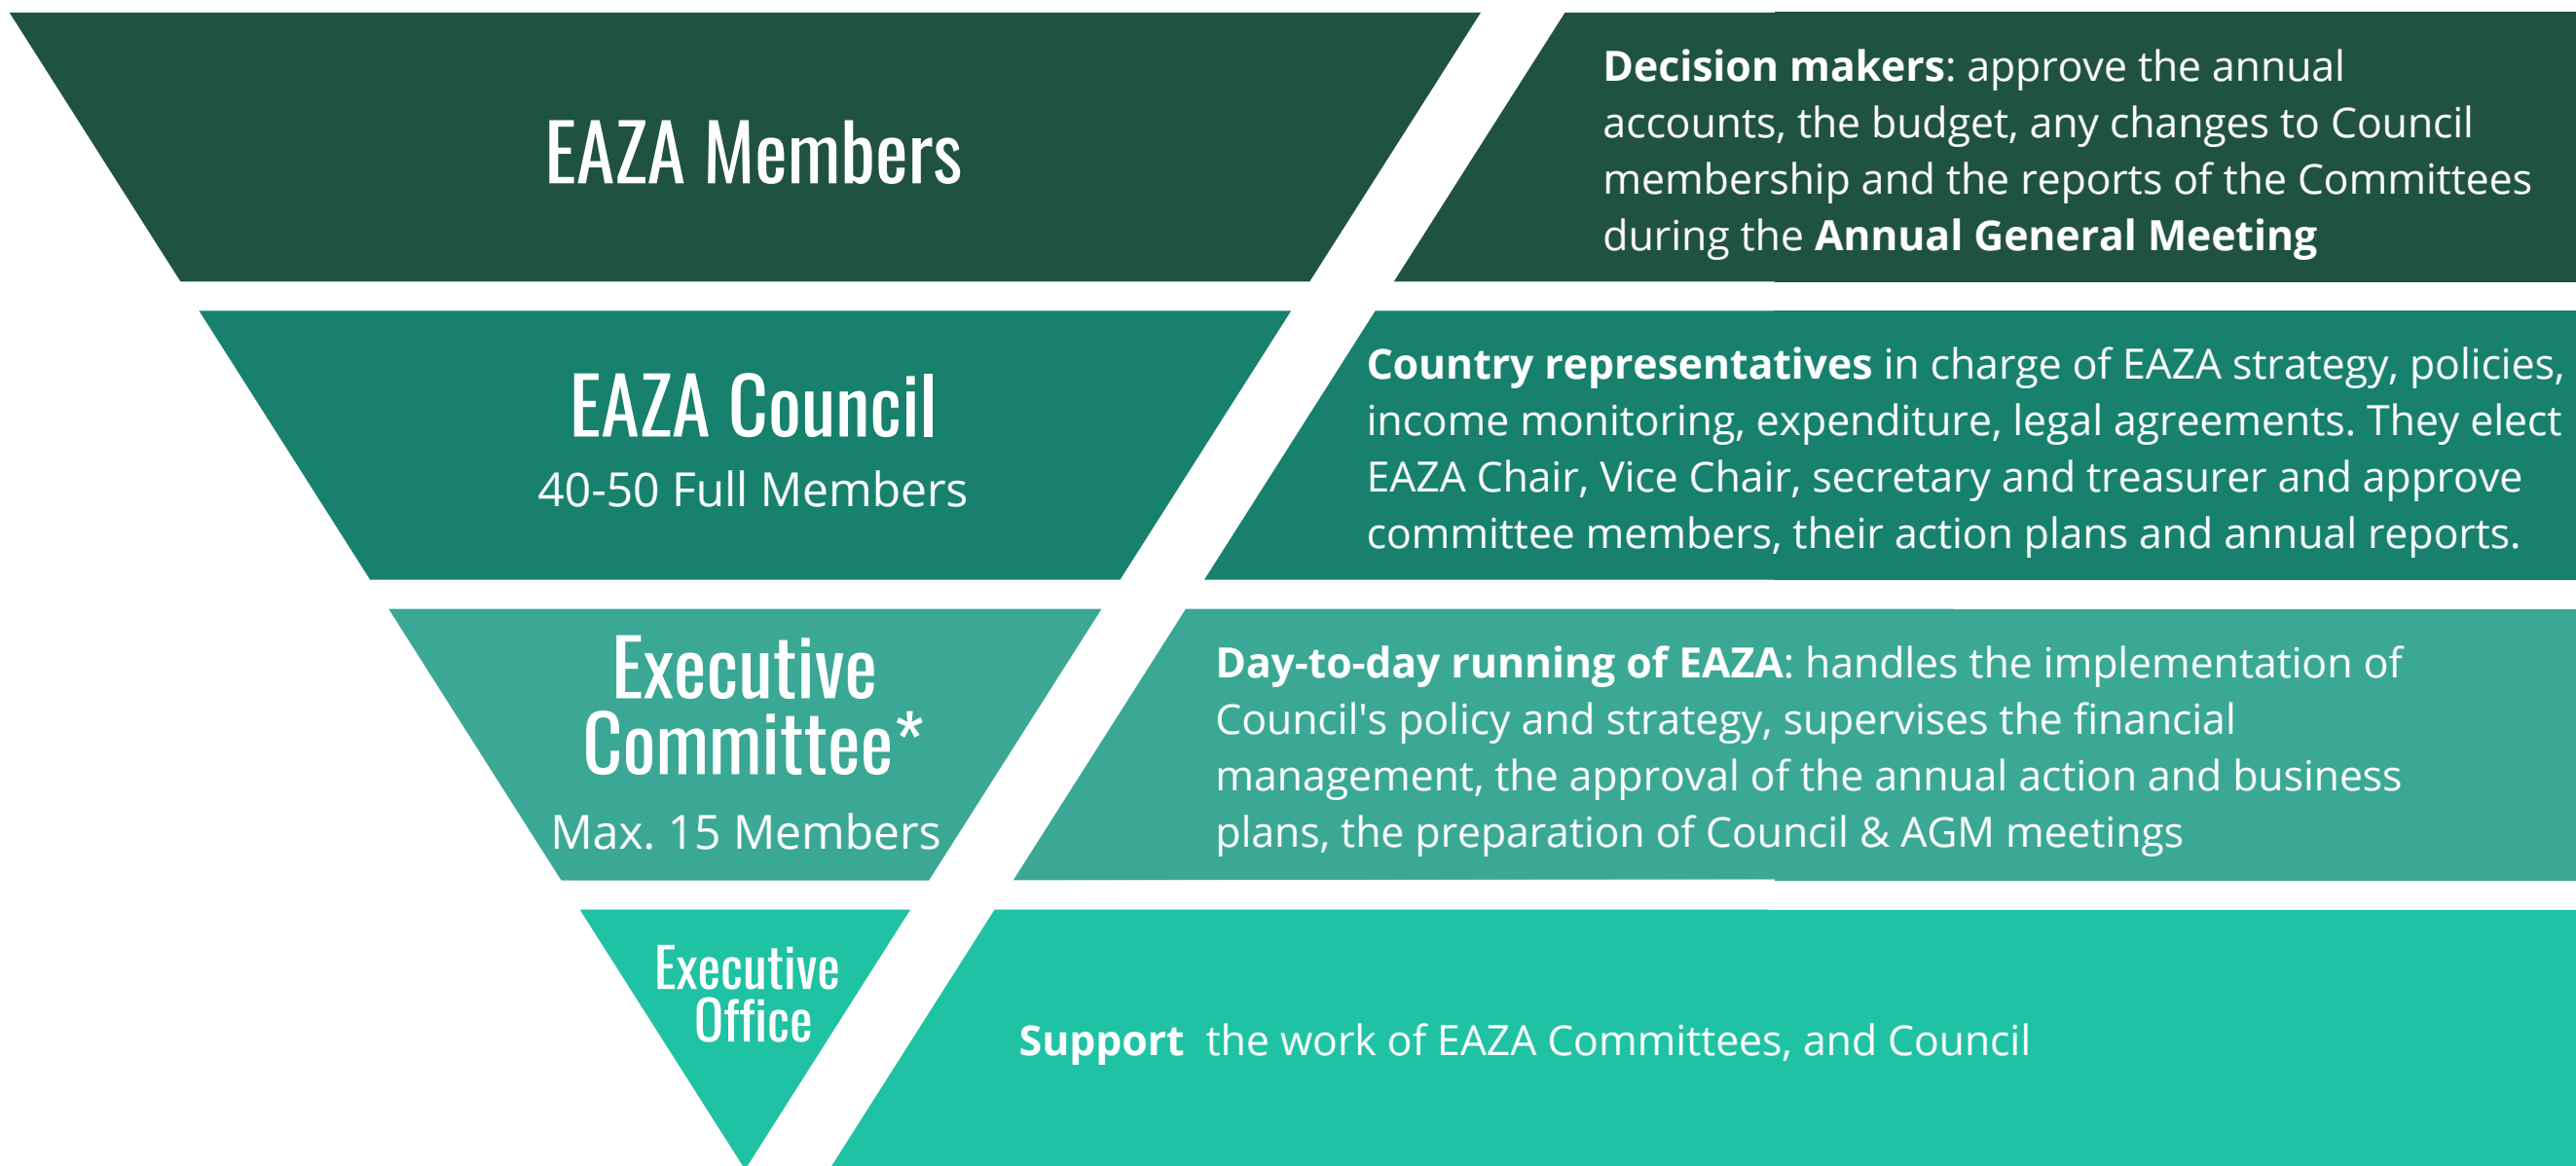 EAZA Members
Decision makers: approve the annual
accounts, the budget, any changes to Council
membership and the reports of the Committees
during the Annual General Meeting
EAZA Council
40-50 Full Members
Country representatives in charge of EAZA strategy, policies,
income monitoring, expenditure, legal agreements. They elect
EAZA Chair, Vice Chair, secretary and treasurer and approve
committee members, their action plans and annual reports.
Executive
Committee*
Max. 15 Members
Day-to-day running of EAZA: handles the implementation of
Council's policy and strategy, supervises the financial
management, the approval of the annual action and business
plans, the preparation of Council & AGM meetings
Executive
Office
Support the work of EAZA Committees, and Council